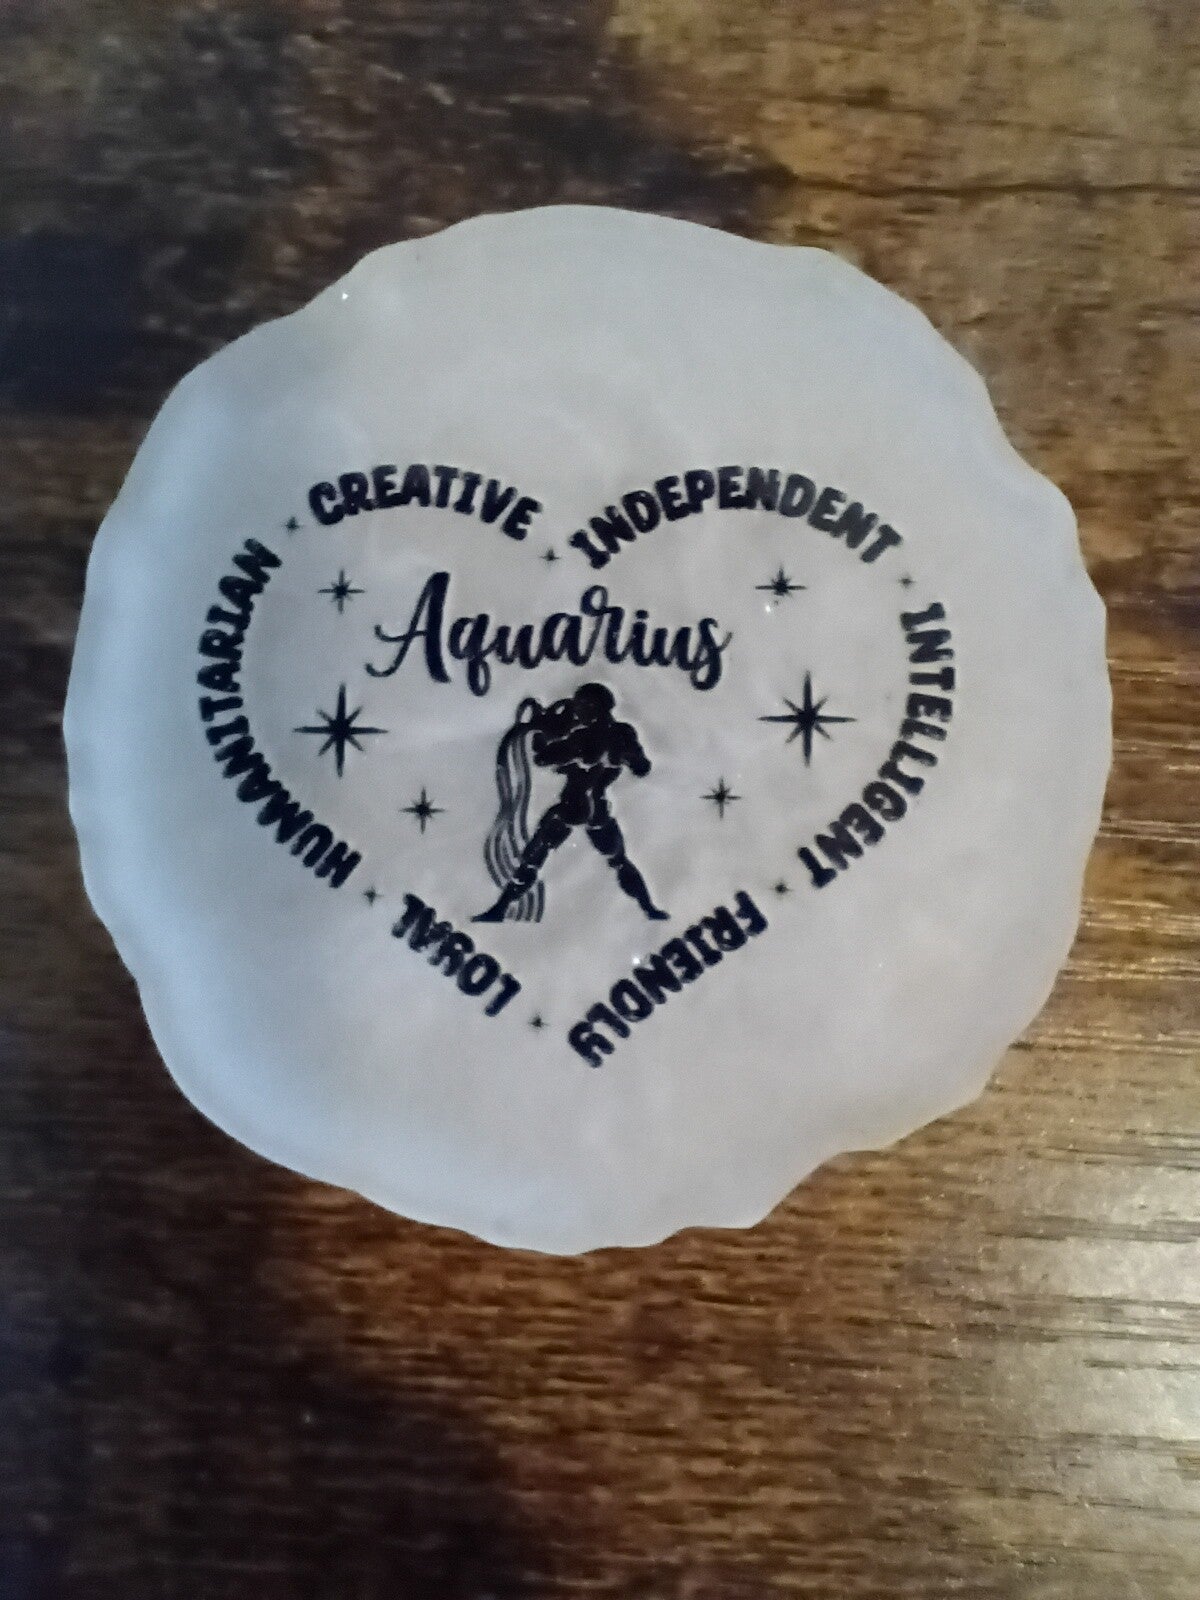 CREATIVE
INDEPENDENT
INTELLIGENT
FRIENDLY
LOYAL
HUMANITARIAN
Aquarius